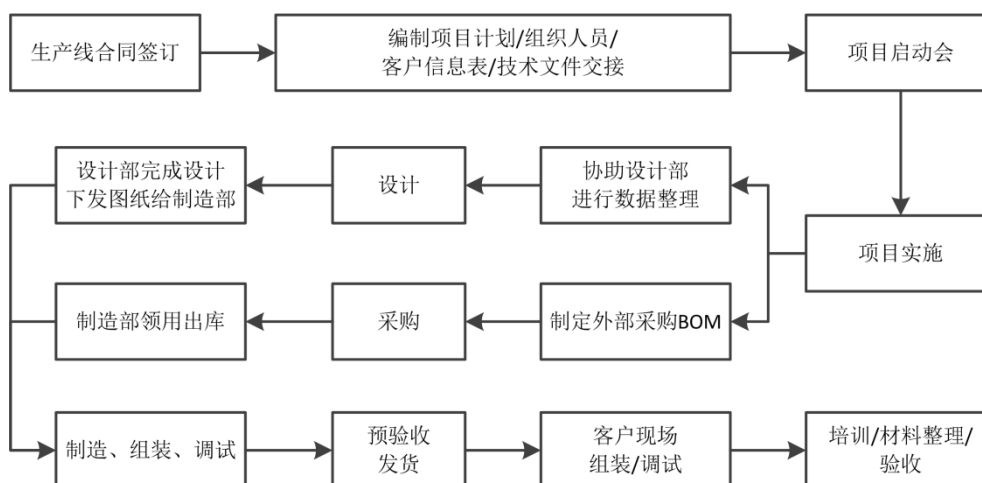 生产线合同签订
编制项目计划/组织人员/
客户信息表/技术文件交接
项目启动会
设计部完成设计
下发图纸给制造部
设计
协助设计部
进行数据整理
项目实施
制造部领用出库
采购
制定外部采购BOM
制造、组装、调试
预验收
发货
客户现场
组装/调试
培训/材料整理/
验收